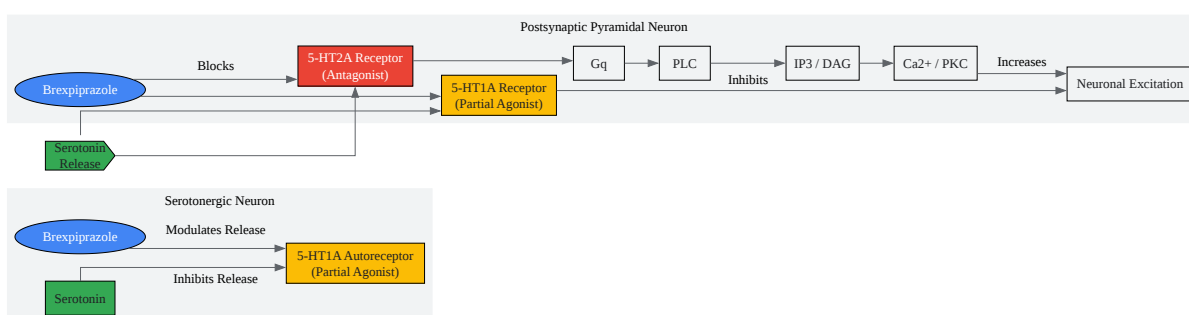 Postsynaptic Pyramidal Neuron
Brexpiprazole
Blocks
5-HT2A Receptor
(Antagonist)
5-HT1A Receptor
(Partial Agonist)
Gq
PLC
Inhibits
IP3 / DAG
Ca2+ / PKC
Increases
Neuronal Excitation
Serotonin
Release
Serotonergic Neuron
Brexpiprazole
Modulates Release
5-HT1A Autoreceptor
(Partial Agonist)
Inhibits Release
Serotonin